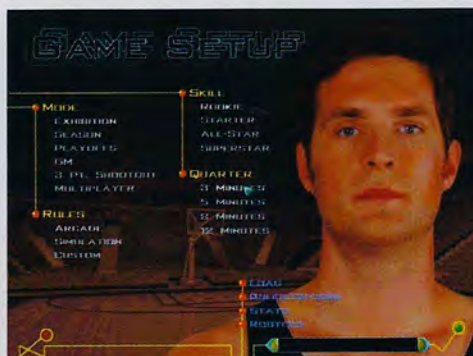 GAME SETUP
MODE
EXHIBITION
SEASON
PLAYOFFS
GM
3 PT. SHOOTOUT
MULTIPLAYER
RULES
ARCADE
SIMULATION
CUSTOM
SKILL
ROOKIE
STARTER
ALL-STAR
SUPERSTAR
QUARTER
3 MINUTES
5 MINUTES
8 MINUTES
12 MINUTES
LOAD
STATS
ROSTERS